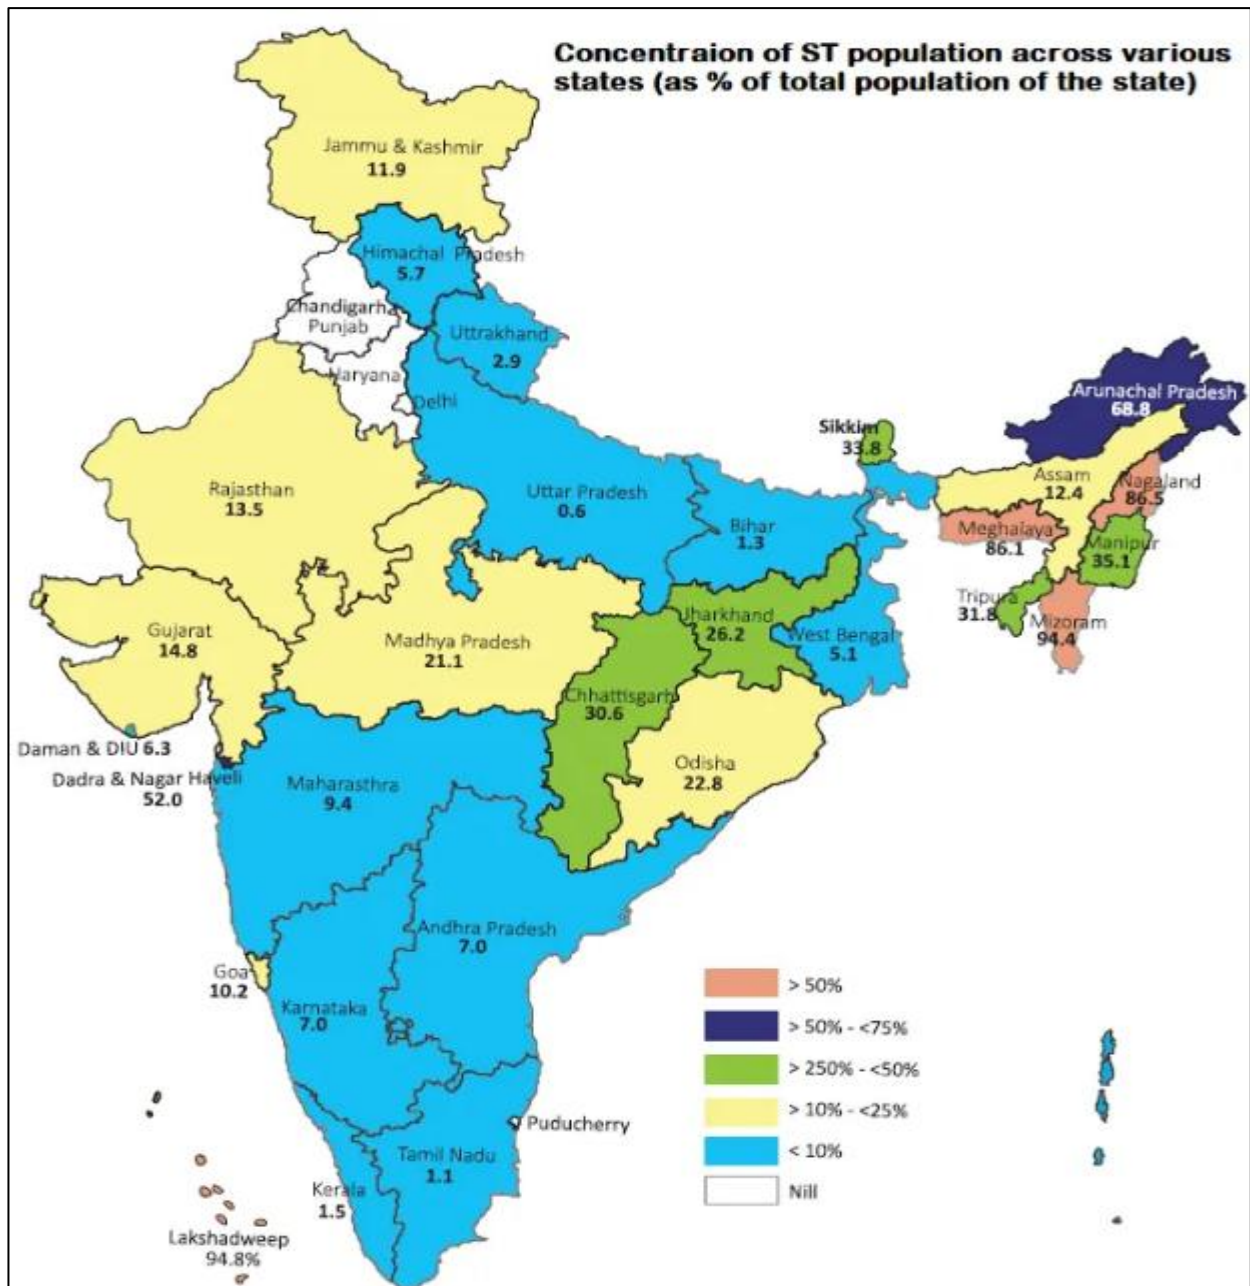 Concentraion of ST population across various
states (as % of total population of the state)
Jammu & Kashmir
11.9
Himachal Pradesh
5.7
Chandigarh
Punjab
Uttrakhand
2.9
Haryana
Delhi
Arunachal Pradesh
68.8
Sikkim
33.8
Rajasthan
13.5
Uttar Pradesh
0.6
Bihar
1.3
Assam
12.4
Nagaland
86.5
Meghalaya
86.1
Manipur
35.1
Tripura
31.8
Mizoram
94.4
Gujarat
14.8
Madhya Pradesh
21.1
Jharkhand
26.2
West Bengal
5.1
Chhattisgarh
30.6
Odisha
22.8
Daman & DIU 6.3
Dadra & Nagar Haveli
52.0
Maharasthra
9.4
Andhra Pradesh
7.0
Goa
10.2
Karnataka
7.0
> 50%
> 50% - <75%
> 250% - <50%
> 10% - <25%
< 10%
Nill
Puducherry
Tamil Nadu
1.1
Kerala
1.5
Lakshadweep
94.8%